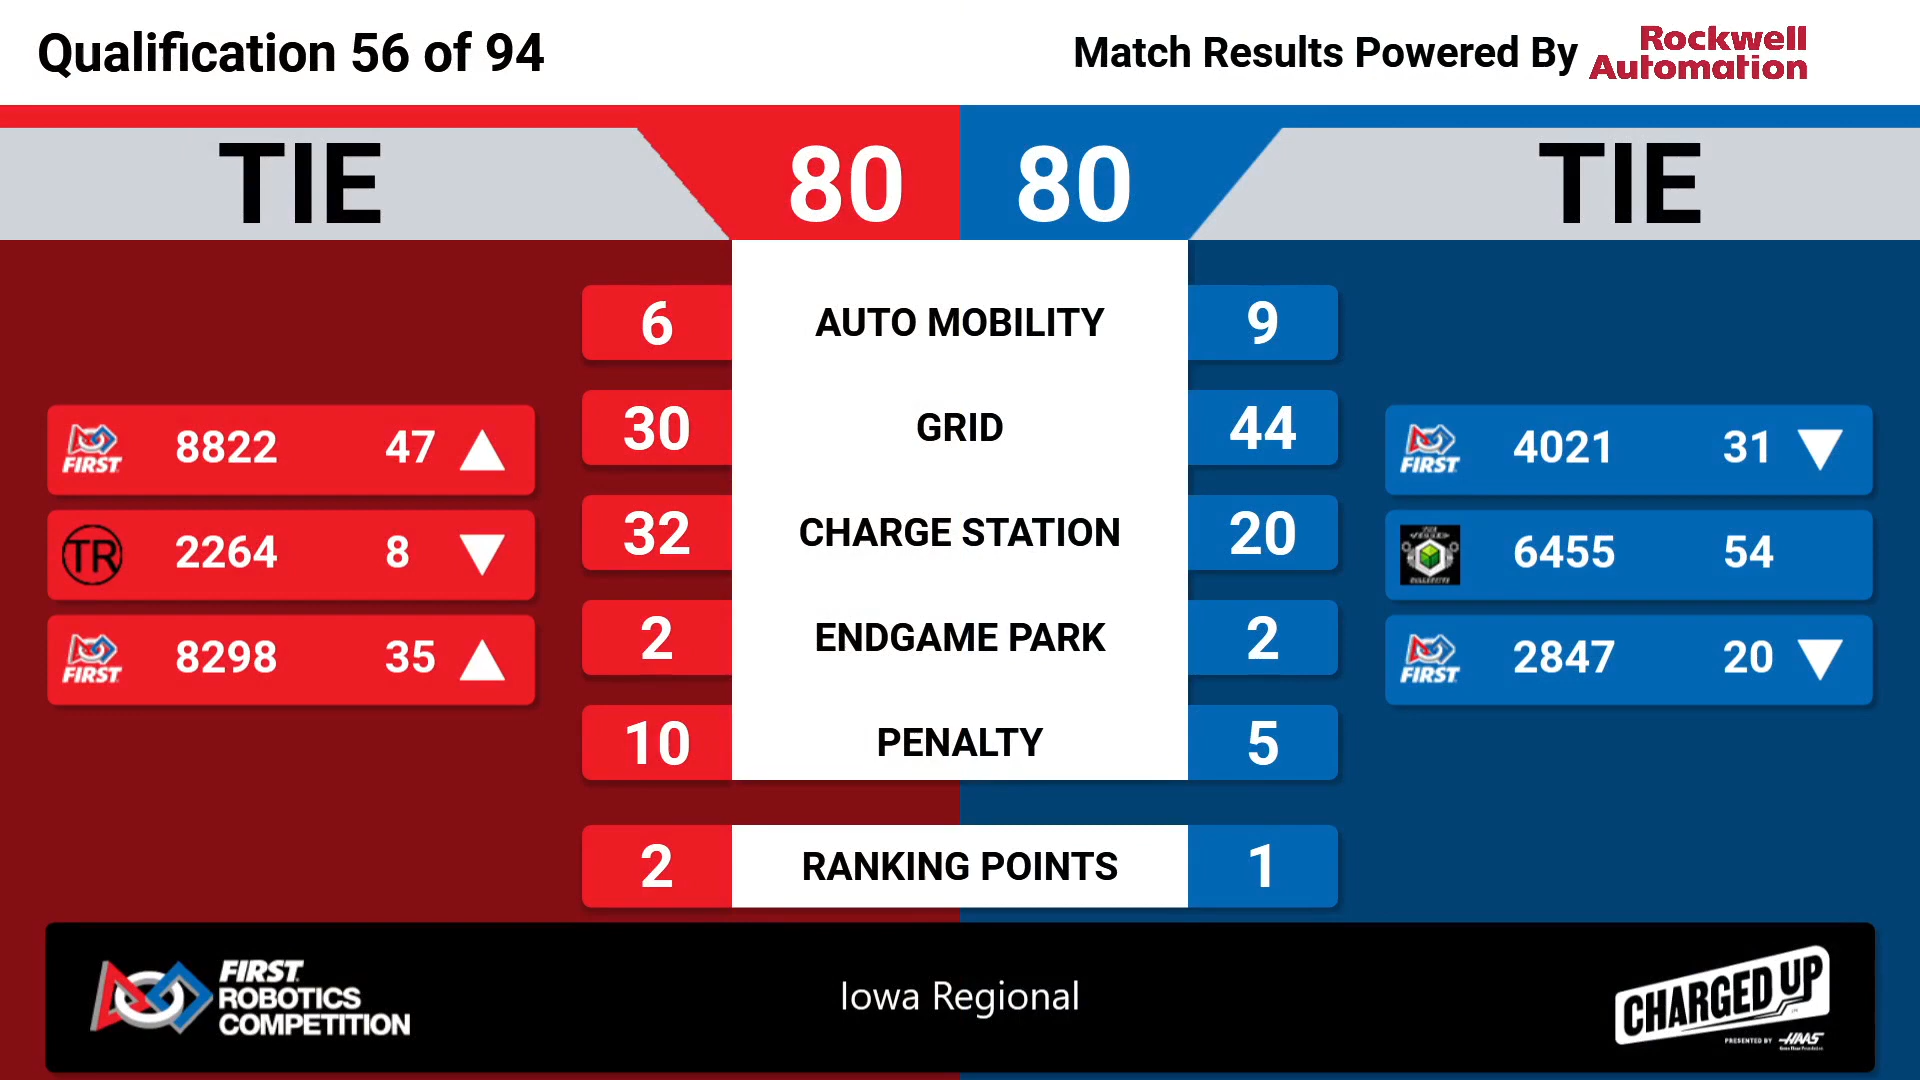 Qualification 56 of 94
Match Results Powered By
Rockwell
Automation
TIE 80 80 TIE
6 AUTO MOBILITY 9
30 GRID 44
32 CHARGE STATION 20
2 ENDGAME PARK 2
10 PENALTY 5
2 RANKING POINTS 1
FIRST 8822 47
TR 2264 8
FIRST 8298 35
FIRST 4021 31
6455 54
FIRST 2847 20
FIRST
ROBOTICS
COMPETITION
Iowa Regional
CHARGED UP
PRESENTED BY HAAS